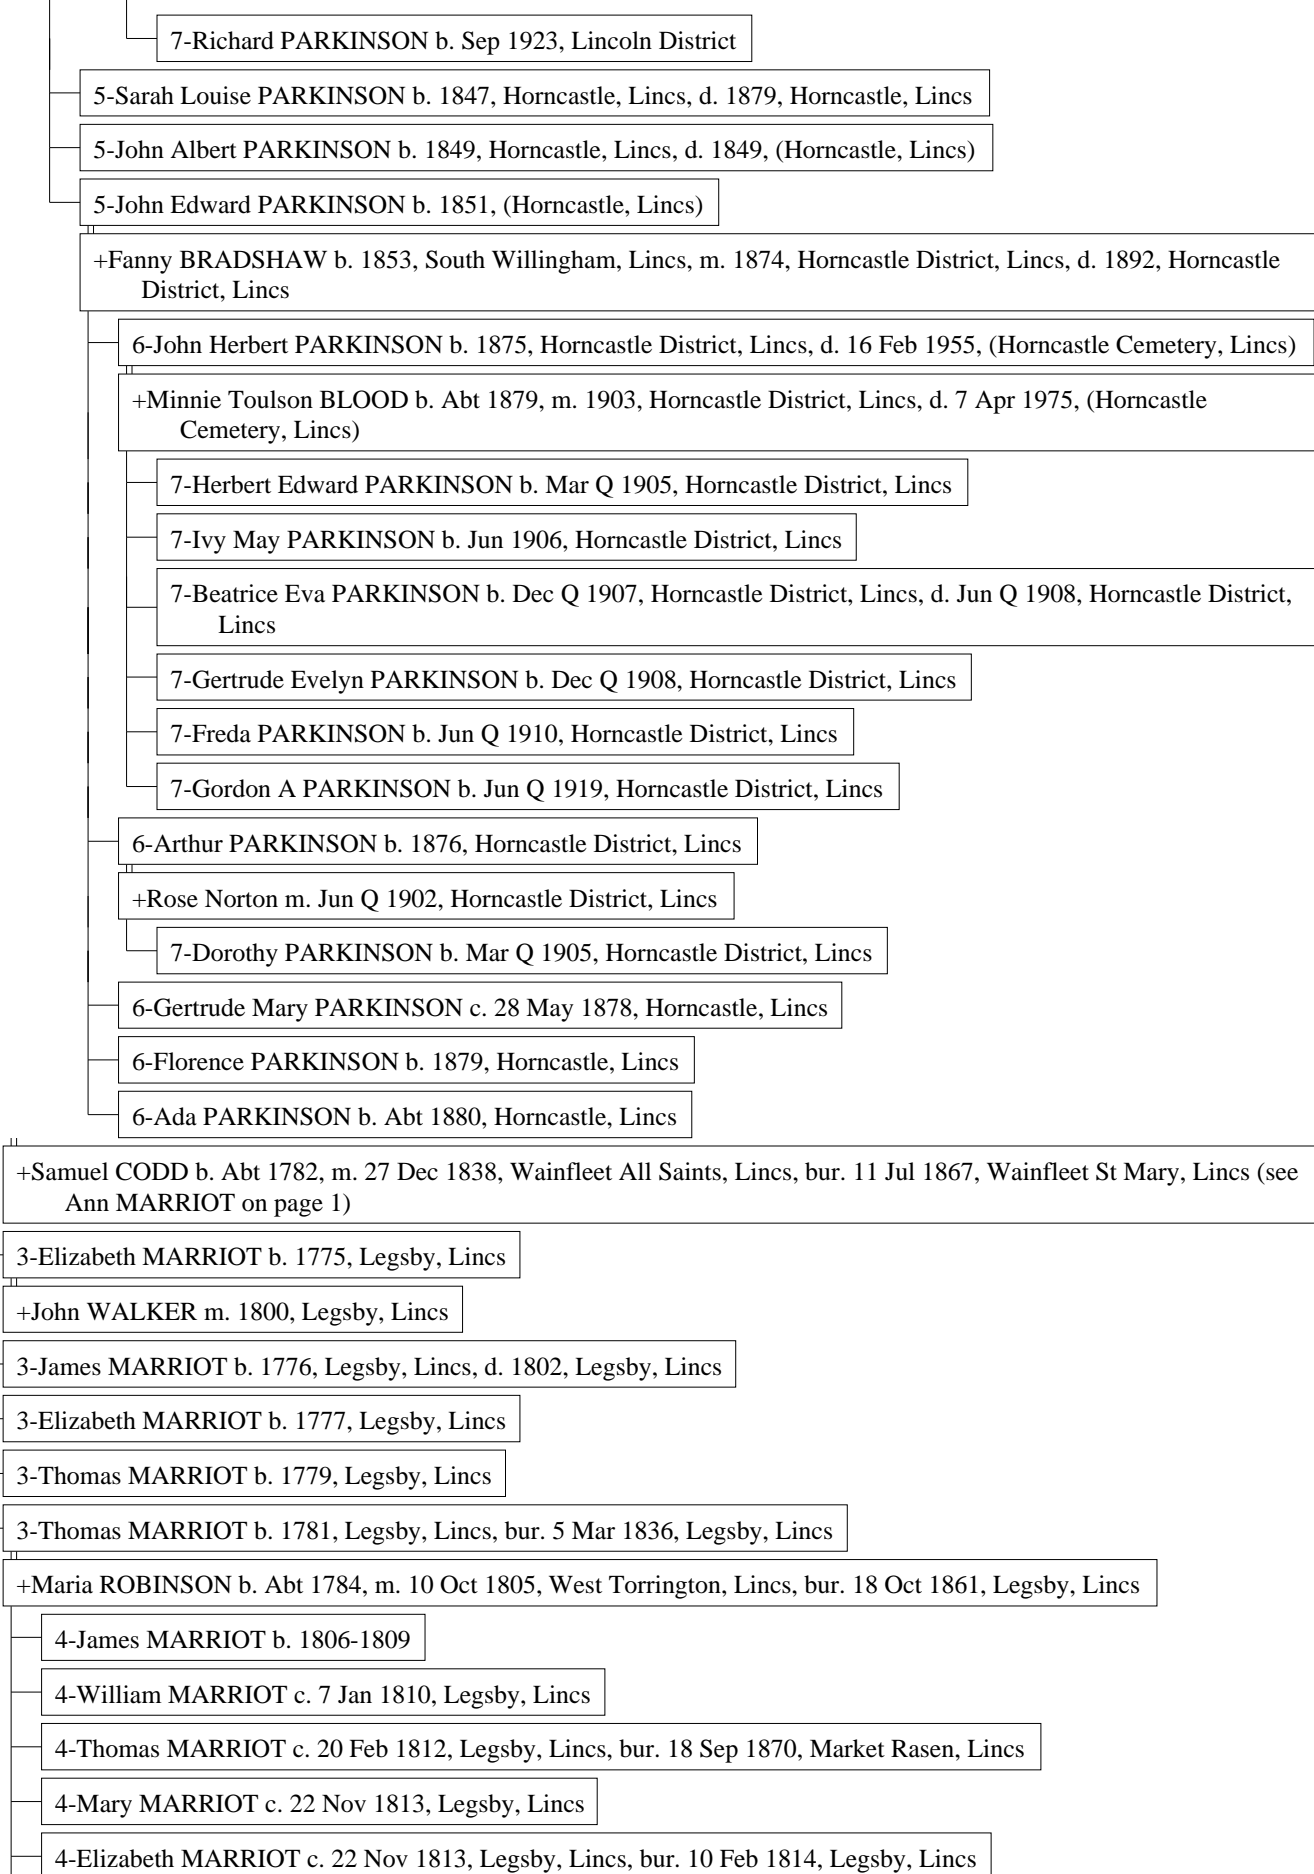 7-Richard PARKINSON b. Sep 1923, Lincoln District
5-Sarah Louise PARKINSON b. 1847, Horncastle, Lincs, d. 1879, Horncastle, Lincs
5-John Albert PARKINSON b. 1849, Horncastle, Lincs, d. 1849, (Horncastle, Lincs)
5-John Edward PARKINSON b. 1851, (Horncastle, Lincs)
+Fanny BRADSHAW b. 1853, South Willingham, Lincs, m. 1874, Horncastle District, Lincs, d. 1892, Horncastle
District, Lincs
6-John Herbert PARKINSON b. 1875, Horncastle District, Lincs, d. 16 Feb 1955, (Horncastle Cemetery, Lincs)
+Minnie Toulson BLOOD b. Abt 1879, m. 1903, Horncastle District, Lincs, d. 7 Apr 1975, (Horncastle
Cemetery, Lincs)
7-Herbert Edward PARKINSON b. Mar Q 1905, Horncastle District, Lincs
7-Ivy May PARKINSON b. Jun 1906, Horncastle District, Lincs
7-Beatrice Eva PARKINSON b. Dec Q 1907, Horncastle District, Lincs, d. Jun Q 1908, Horncastle District,
Lincs
7-Gertrude Evelyn PARKINSON b. Dec Q 1908, Horncastle District, Lincs
7-Freda PARKINSON b. Jun Q 1910, Horncastle District, Lincs
7-Gordon A PARKINSON b. Jun Q 1919, Horncastle District, Lincs
6-Arthur PARKINSON b. 1876, Horncastle District, Lincs
+Rose Norton m. Jun Q 1902, Horncastle District, Lincs
7-Dorothy PARKINSON b. Mar Q 1905, Horncastle District, Lincs
6-Gertrude Mary PARKINSON c. 28 May 1878, Horncastle, Lincs
6-Florence PARKINSON b. 1879, Horncastle, Lincs
6-Ada PARKINSON b. Abt 1880, Horncastle, Lincs
+Samuel CODD b. Abt 1782, m. 27 Dec 1838, Wainfleet All Saints, Lincs, bur. 11 Jul 1867, Wainfleet St Mary, Lincs (see
Ann MARRIOT on page 1)
3-Elizabeth MARRIOT b. 1775, Legsby, Lincs
+John WALKER m. 1800, Legsby, Lincs
3-James MARRIOT b. 1776, Legsby, Lincs, d. 1802, Legsby, Lincs
3-Elizabeth MARRIOT b. 1777, Legsby, Lincs
3-Thomas MARRIOT b. 1779, Legsby, Lincs
3-Thomas MARRIOT b. 1781, Legsby, Lincs, bur. 5 Mar 1836, Legsby, Lincs
+Maria ROBINSON b. Abt 1784, m. 10 Oct 1805, West Torrington, Lincs, bur. 18 Oct 1861, Legsby, Lincs
4-James MARRIOT b. 1806-1809
4-William MARRIOT c. 7 Jan 1810, Legsby, Lincs
4-Thomas MARRIOT c. 20 Feb 1812, Legsby, Lincs, bur. 18 Sep 1870, Market Rasen, Lincs
4-Mary MARRIOT c. 22 Nov 1813, Legsby, Lincs
4-Elizabeth MARRIOT c. 22 Nov 1813, Legsby, Lincs, bur. 10 Feb 1814, Legsby, Lincs